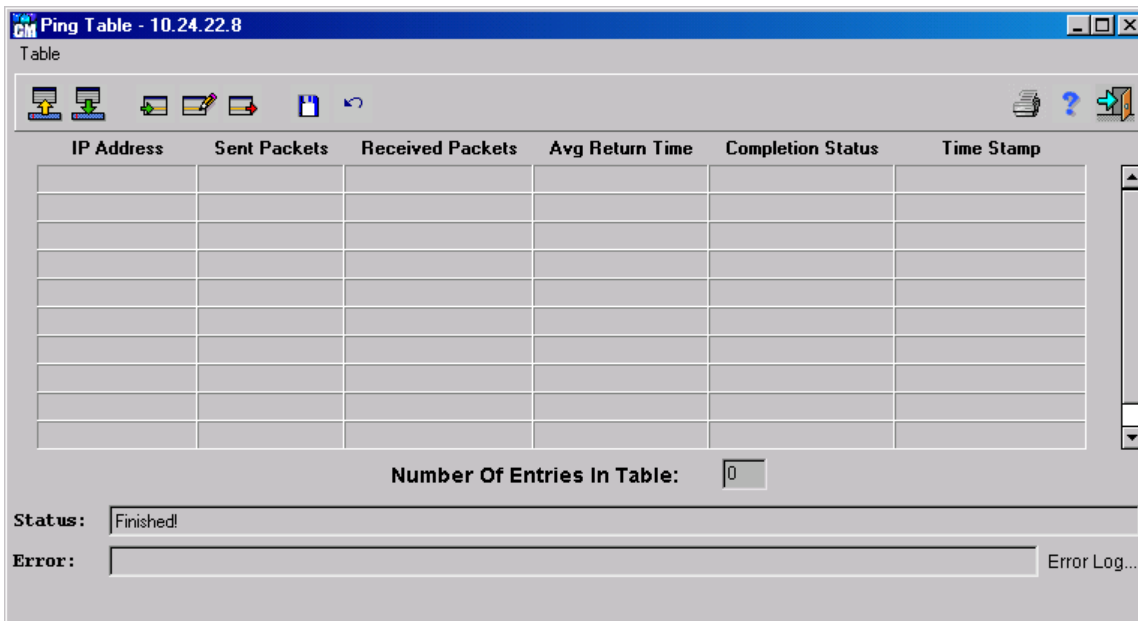 CM Ping Table - 10.24.22.8
Table
IP Address Sent Packets Received Packets Avg Return Time Completion Status Time Stamp
Number Of Entries In Table: 0
Status: Finished!
Error: Error Log...